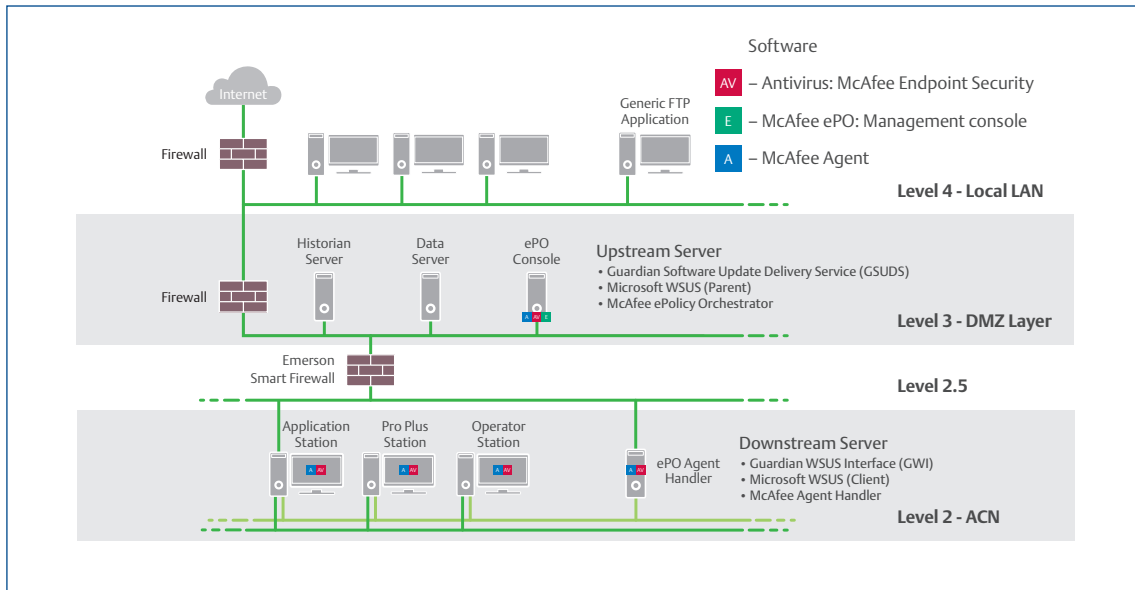 Software
AV – Antivirus: McAfee Endpoint Security
E – McAfee ePO: Management console
A – McAfee Agent
Internet
Firewall
Generic FTP
Application
Level 4 - Local LAN
Historian
Server
Data
Server
ePO
Console
A AV E
Upstream Server
• Guardian Software Update Delivery Service (GSUDS)
• Microsoft WSUS (Parent)
• McAfee ePolicy Orchestrator
Firewall
Level 3 - DMZ Layer
Emerson
Smart Firewall
Level 2.5
Application
Station
A AV
Pro Plus
Station
A AV
Operator
Station
A AV
A AV
ePO Agent
Handler
Downstream Server
• Guardian WSUS Interface (GWI)
• Microsoft WSUS (Client)
• McAfee Agent Handler
Level 2 - ACN